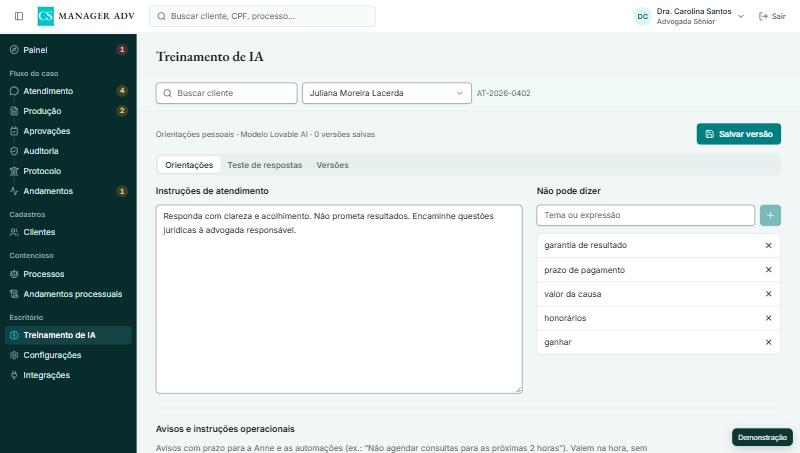 CS MANAGER ADV
Buscar cliente, CPF, processo...
DC
Dra. Carolina Santos
Advogada Sênior
Sair
Painel 1
Fluxo do caso
Atendimento 4
Produção 2
Aprovações
Auditoria
Protocolo
Andamentos 1
Cadastros
Clientes
Contencioso
Processos
Andamentos processuais
Escritório
Treinamento de IA
Configurações
Integrações
Treinamento de IA
Buscar cliente
Juliana Moreira Lacerda
AT-2026-0402
Orientações pessoais · Modelo Lovable AI · 0 versões salvas
Salvar versão
Orientações Teste de respostas Versões
Instruções de atendimento
Responda com clareza e acolhimento. Não prometa resultados. Encaminhe questões
jurídicas à advogada responsável.
Não pode dizer
Tema ou expressão
garantia de resultado
prazo de pagamento
valor da causa
honorários
ganhar
Avisos e instruções operacionais
Avisos com prazo para a Anne e as automações (ex.: “Não agendar consultas para as próximas 2 horas”). Valem na hora, sem
Demonstração